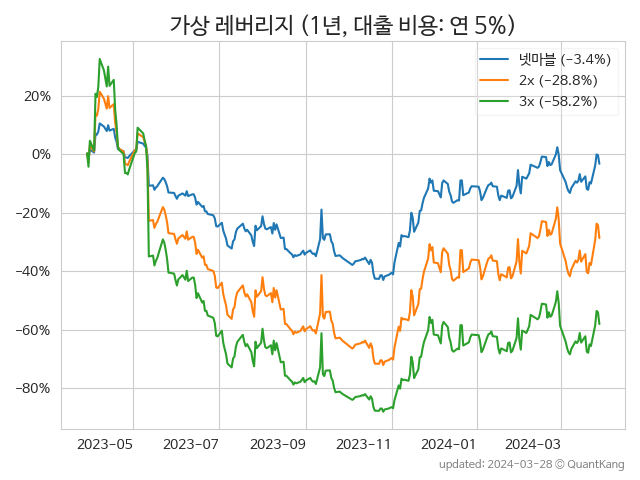 가상 레버리지 (1년, 대출 비용: 연 5%)
넷마블 (−3.4%)
2x (−28.8%)
3x (−58.2%)
20%
0%
−20%
−40%
−60%
−80%
2023−05 2023−07 2023−09 2023−11 2024−01 2024−03
updated: 2024−03−28 © QuantKang